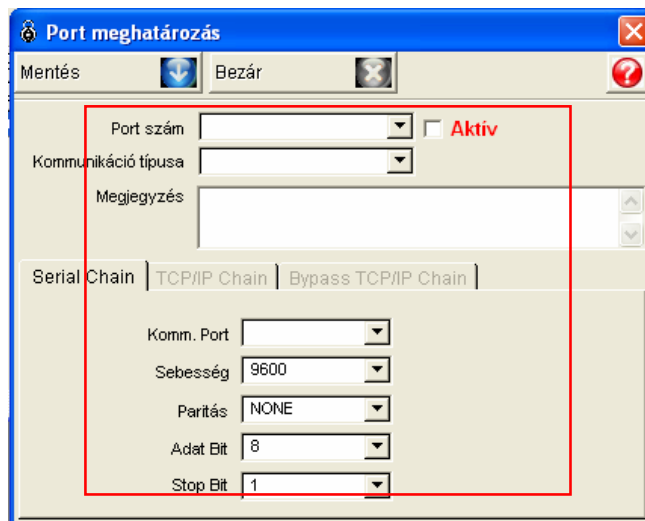 Port meghatározás
Mentés Bezár
Port szám Aktív
Kommunikáció típusa
Megjegyzés
Serial Chain TCP/IP Chain Bypass TCP/IP Chain
Komm. Port
Sebesség 9600
Paritás NONE
Adat Bit 8
Stop Bit 1